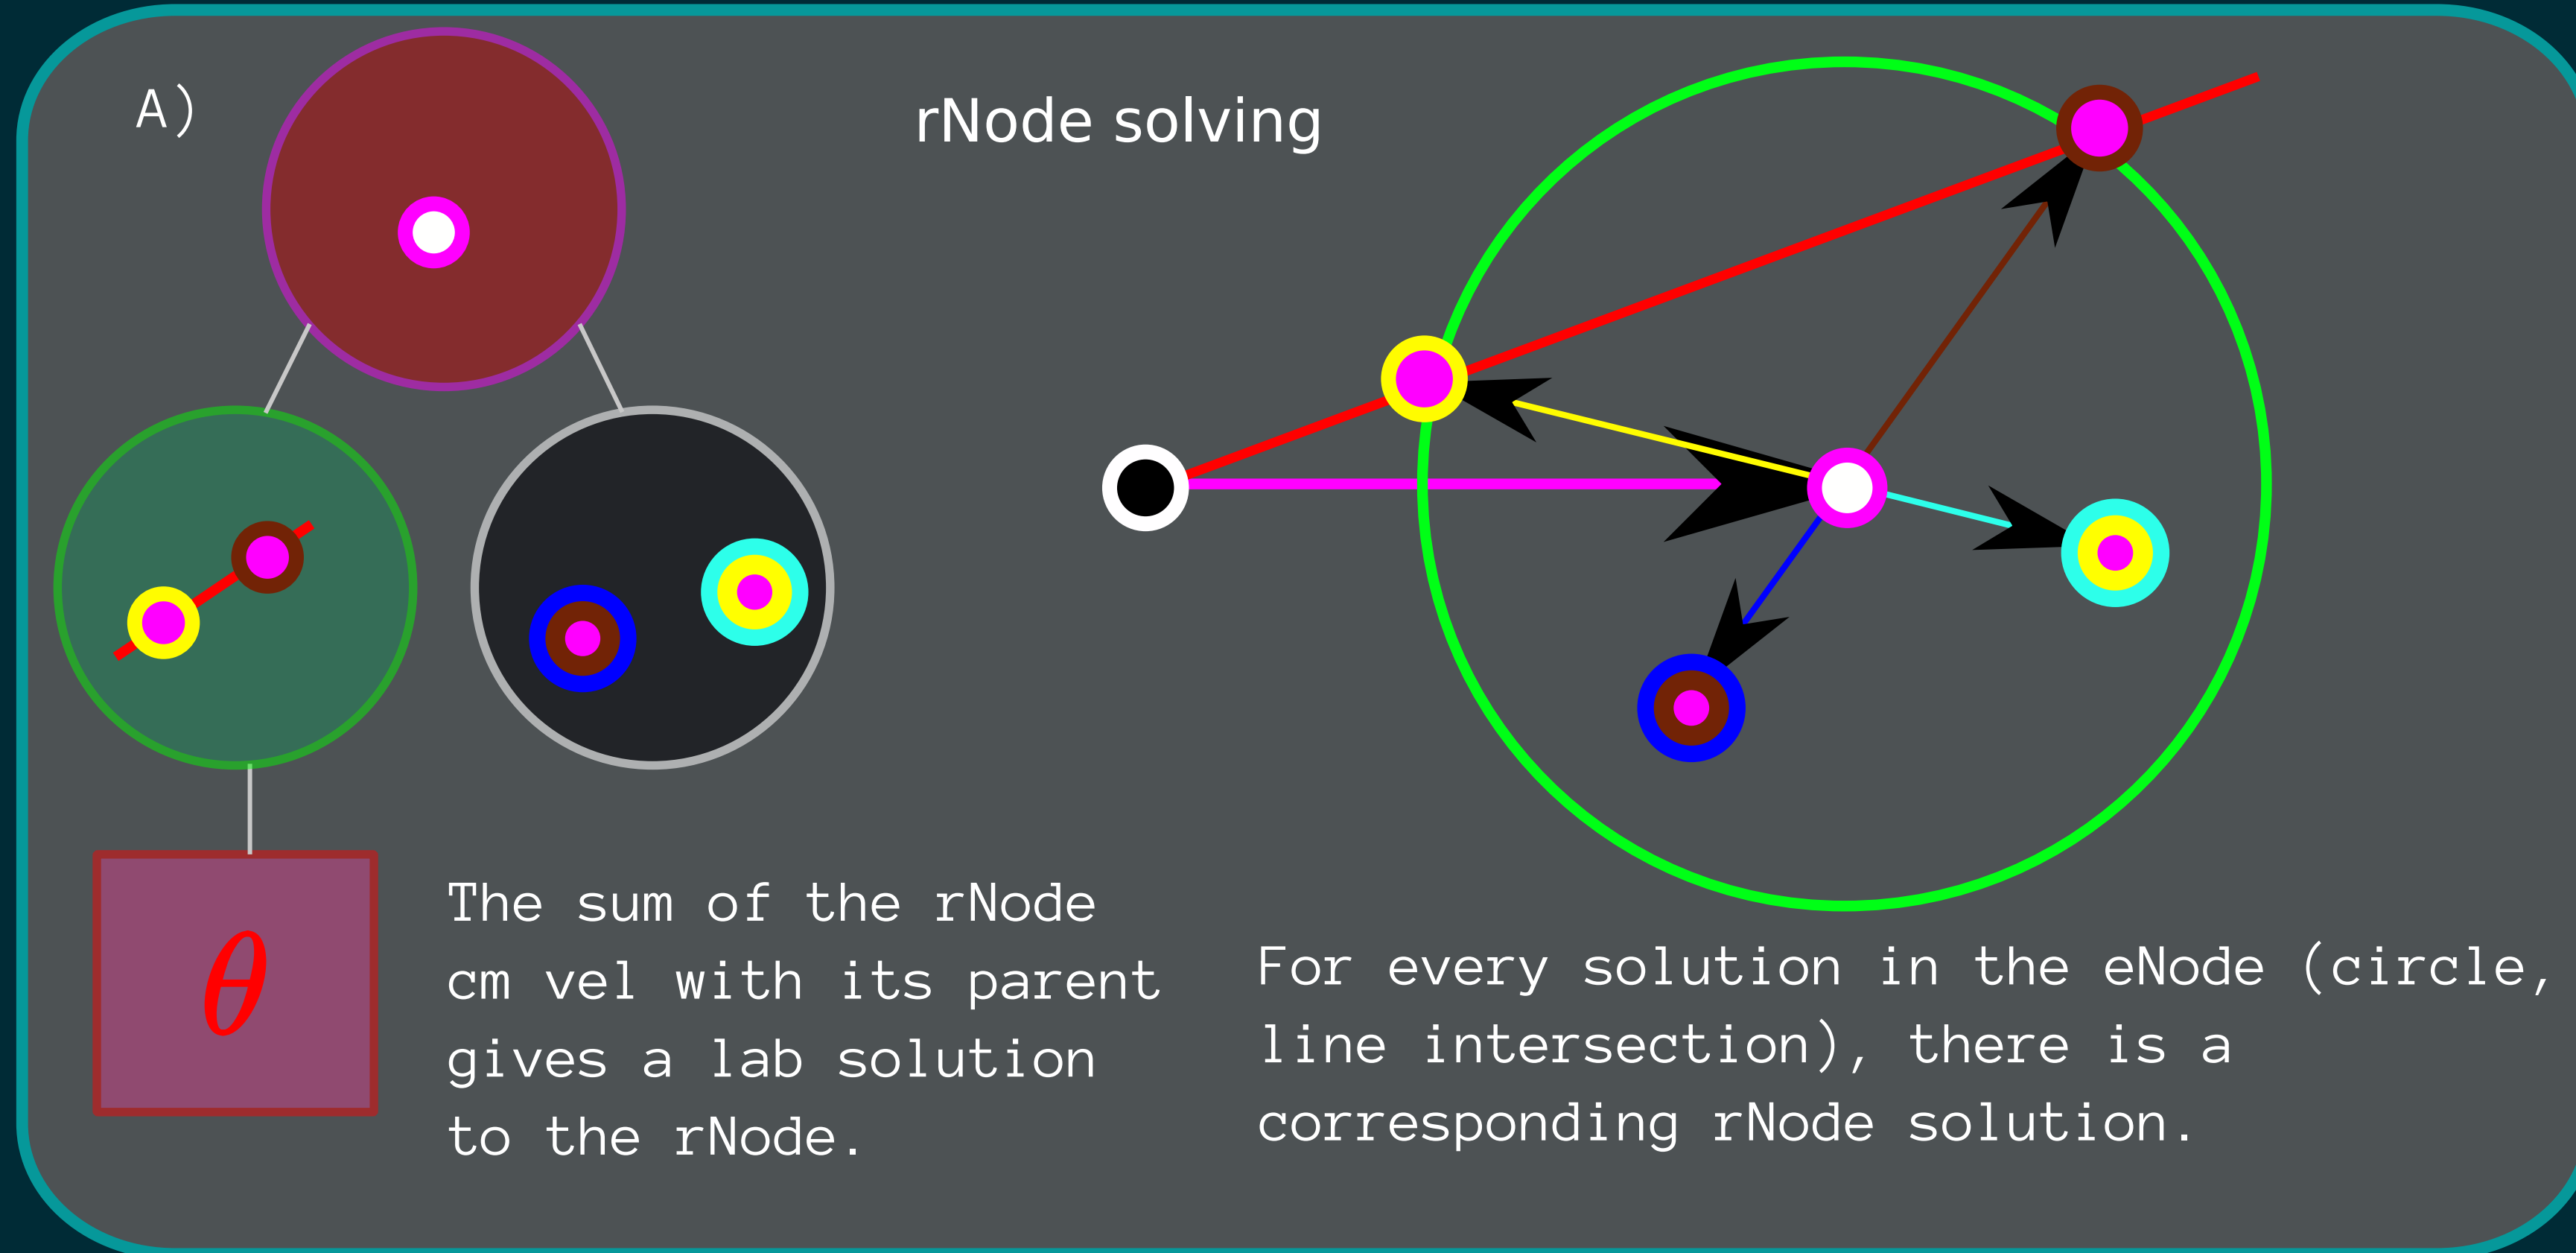 A)
rNode solving
θ
The sum of the rNode
cm vel with its parent
gives a lab solution
to the rNode.
For every solution in the eNode (circle,
line intersection), there is a
corresponding rNode solution.